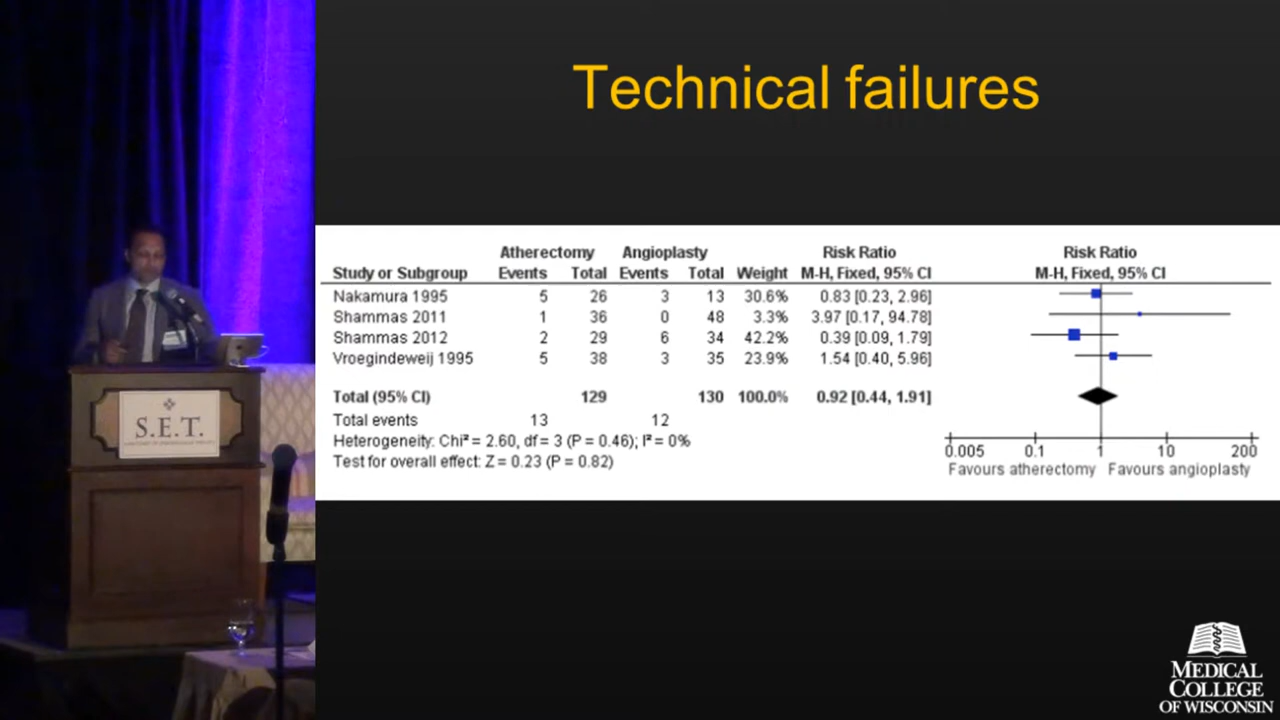 Technical failures
Atherectomy Angioplasty Risk Ratio Risk Ratio
Study or Subgroup Events Total Events Total Weight M-H, Fixed, 95% CI M-H, Fixed, 95% CI
Nakamura 1995 5 26 3 13 30.6% 0.83 [0.23, 2.96]
Shammas 2011 1 36 0 48 3.3% 3.97 [0.17, 94.78]
Shammas 2012 2 29 6 34 42.2% 0.39 [0.09, 1.79]
Vroegindeweij 1995 5 38 3 35 23.9% 1.54 [0.40, 5.96]
Total (95% CI) 129 130 100.0% 0.92 [0.44, 1.91]
Total events 13 12
Heterogeneity: Chi² = 2.60, df = 3 (P = 0.46); I² = 0%
Test for overall effect: Z = 0.23 (P = 0.82)
0.005 0.1 1 10 200
Favours atherectomy Favours angioplasty
S.E.T.
MEDICAL
COLLEGE
OF WISCONSIN